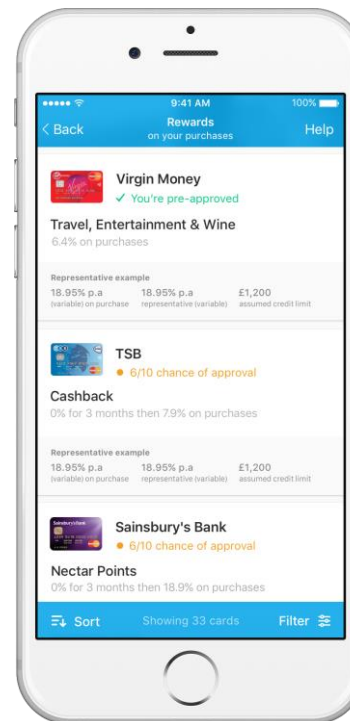 9:41 AM
100%
Back
Rewards
Help
on your purchases
Virgin Money
You're pre-approved
Travel, Entertainment & Wine
6.4% on purchases
Representative example
18.95% p.a 18.95% p.a £1,200
(variable) on purchase representative (variable) assumed credit limit
TSB
6/10 chance of approval
Cashback
0% for 3 months then 7.9% on purchases
Representative example
18.95% p.a 18.95% p.a £1,200
(variable) on purchase representative (variable) assumed credit limit
Sainsbury's Bank
Sainsbury's Bank
6/10 chance of approval
Nectar Points
0% for 3 months then 18.9% on purchases
Sort Showing 33 cards Filter